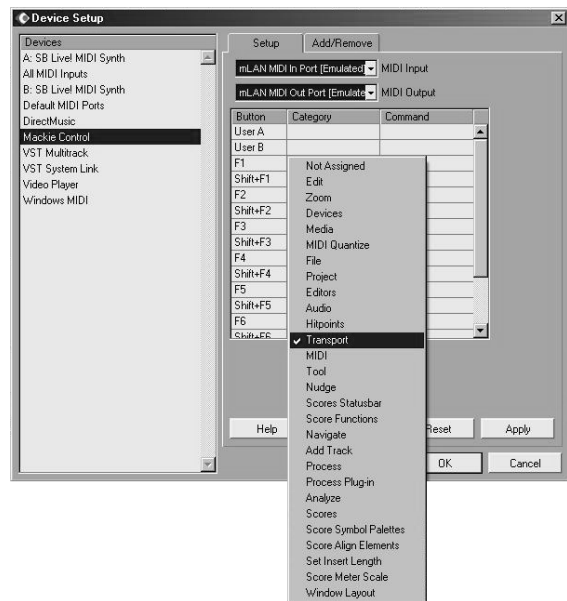 Device Setup
Devices
A: SB Live! MIDI Synth
All MIDI Inputs
B: SB Live! MIDI Synth
Default MIDI Ports
DirectMusic
Mackie Control
VST Multitrack
VST System Link
Video Player
Windows MIDI
Setup Add/Remove
mLAN MIDI In Port [Emulated] MIDI Input
mLAN MIDI Out Port [Emulate MIDI Output
Button Category Command
User A
User B
F1
Shift+F1
F2
Shift+F2
F3
Shift+F3
F4
Shift+F4
F5
Shift+F5
F6
Shift+F6
Not Assigned
Edit
Zoom
Devices
Media
MIDI Quantize
File
Project
Editors
Audio
Hitpoints
Transport
MIDI
Tool
Nudge
Scores Statusbar
Score Functions
Navigate
Add Track
Process
Process Plug-in
Analyze
Scores
Score Symbol Palettes
Score Align Elements
Set Insert Length
Score Meter Scale
Window Layout
Help Reset Apply
OK Cancel